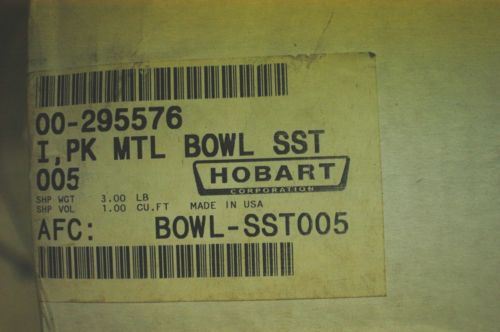 00-295576
I,PK MTL BOWL SST
005
HOBART
CORPORATION
SHP WGT 3.00 LB
SHP VOL 1.00 CU.FT MADE IN USA
AFC: BOWL-SST005